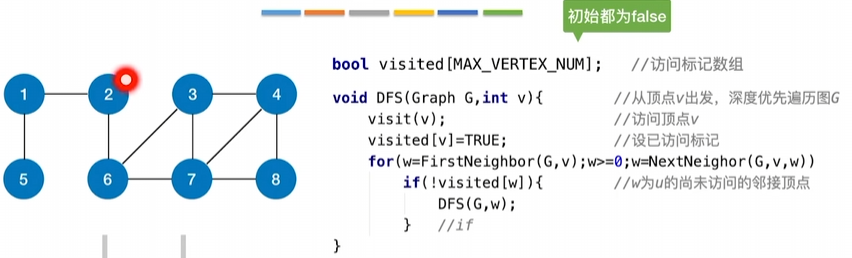 初始都为false
bool visited[MAX_VERTEX_NUM]; //访问标记数组
void DFS(Graph G,int v){ //从顶点v出发，深度优先遍历图G
visit(v); //访问顶点v
visited[v]=TRUE; //设已访问标记
for(w=FirstNeighbor(G,v);w>=0;w=NextNeighor(G,v,w))
if(!visited[w]){ //w为u的尚未访问的邻接顶点
DFS(G,w);
} //if
}
1 2 3 4
5 6 7 8